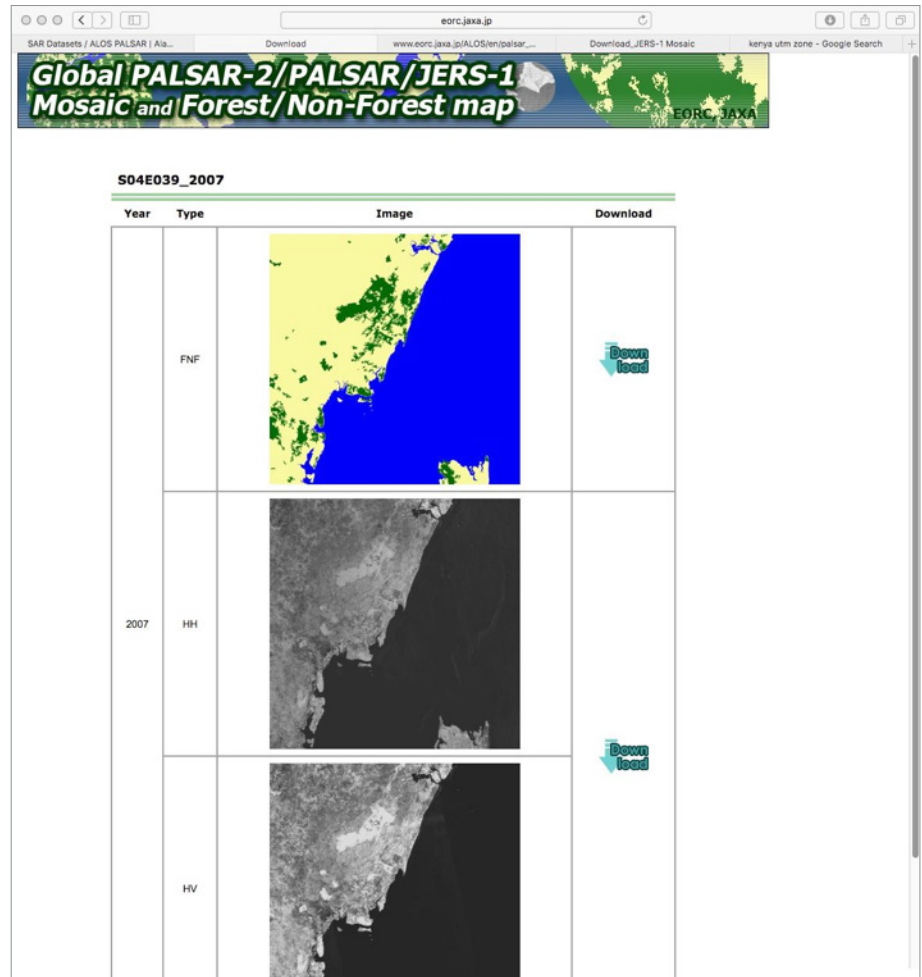 eorc.jaxa.jp
SAR Datasets / ALOS PALSAR | Ala...
Download
www.eorc.jaxa.jp/ALOS/en/palsar_...
Download_JERS-1 Mosaic
kenya utm zone - Google Search
Global PALSAR-2/PALSAR/JERS-1
Mosaic and Forest/Non-Forest map
EORC, JAXA
S04E039_2007
Year Type Image Download
FNF
Down
load
2007 HH
Down
load
HV